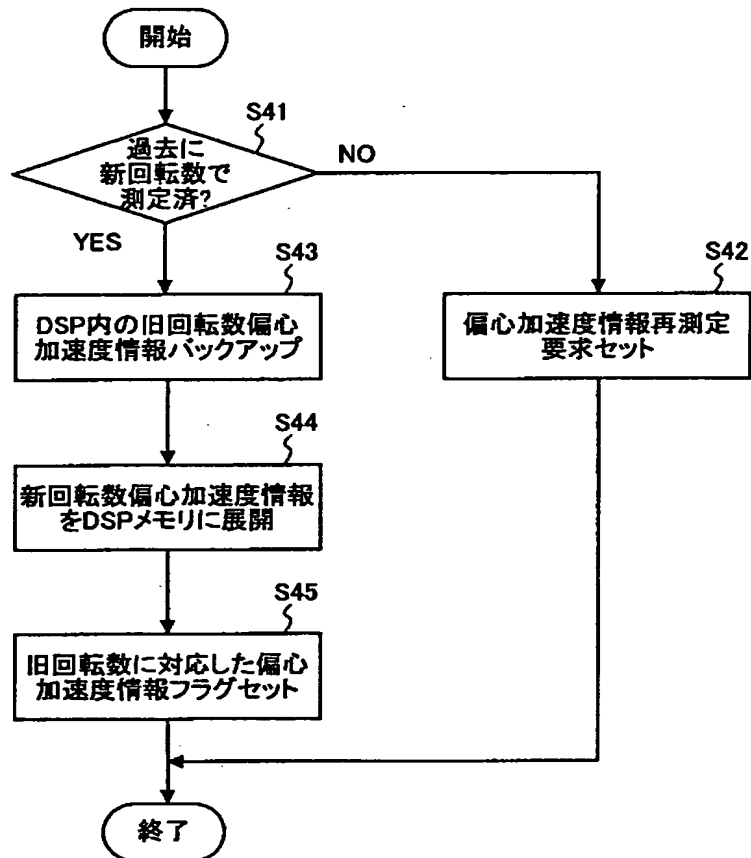 開始
S41
過去に
新回転数で
測定済?
NO
YES
S43
DSP内の旧回転数偏心
加速度情報バックアップ
S42
偏心加速度情報再測定
要求セット
S44
新回転数偏心加速度情報
をDSPメモリに展開
S45
旧回転数に対応した偏心
加速度情報フラグセット
終了